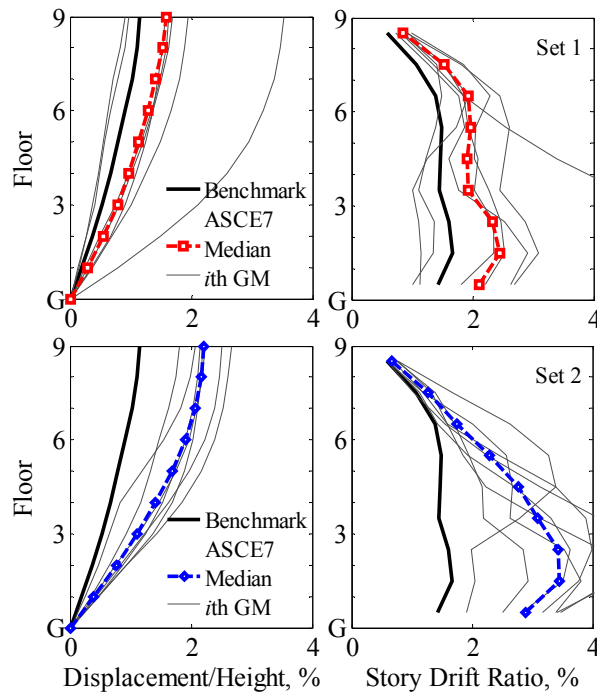 9
6
3
G
Floor
0
2
4
Benchmark
ASCE7
Median
ith GM
9
6
3
G
0
2
4
Set 1
9
6
3
G
Floor
0
2
4
Benchmark
ASCE7
Median
ith GM
Displacement/Height, %
9
6
3
G
0
2
4
Set 2
Story Drift Ratio, %